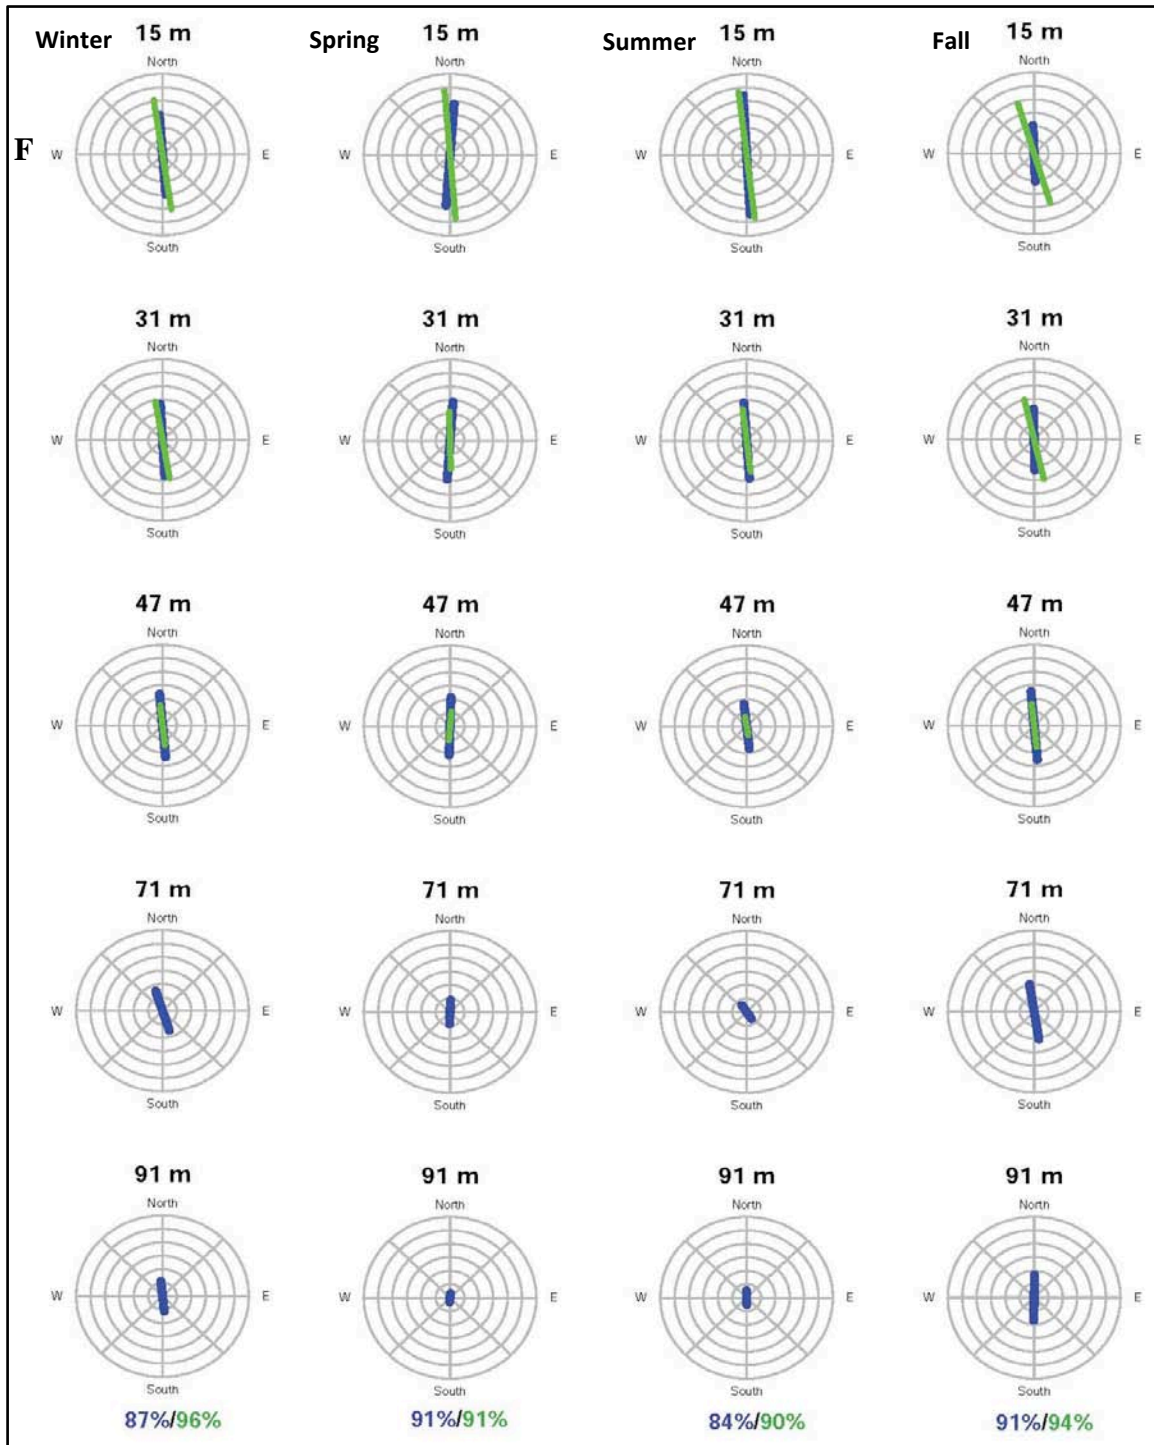 Winter 15 m Spring 15 m Summer 15 m Fall 15 m
North North North North
F W E W E W E W E
South South South South
31 m 31 m 31 m 31 m
North North North North
W E W E W E W E
South South South South
47 m 47 m 47 m 47 m
North North North North
W E W E W E W E
South South South South
71 m 71 m 71 m 71 m
North North North North
W E W E W E W E
South South South South
91 m 91 m 91 m 91 m
North North North North
W E W E W E W E
South South South South
87%/96% 91%/91% 84%/90% 91%/94%